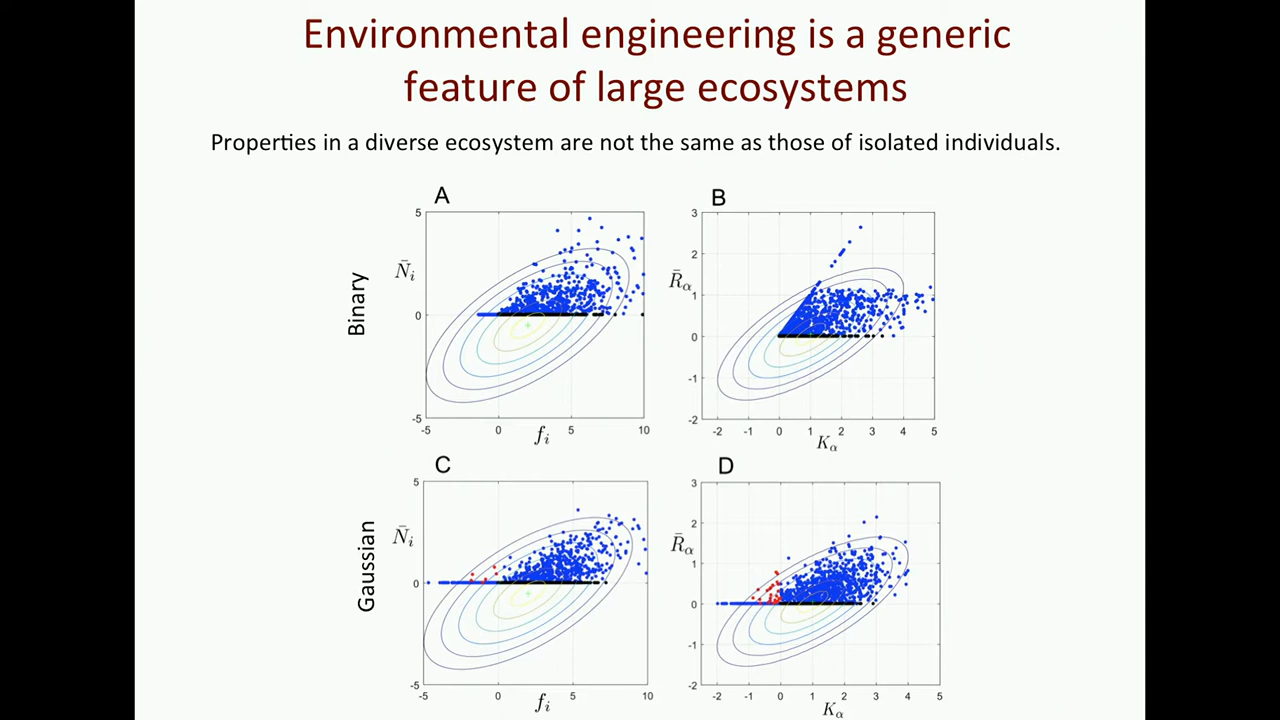 Environmental engineering is a generic
feature of large ecosystems
Properties in a diverse ecosystem are not the same as those of isolated individuals.
A
B
Binary
5
0
-5
N̄ᵢ
-5 0 5 10
fᵢ
3
2
1
0
-1
-2
R̄α
-2 -1 0 1 2 3 4 5
Kα
C
D
Gaussian
5
0
-5
N̄ᵢ
-5 0 5 10
fᵢ
3
2
1
0
-1
-2
R̄α
-2 -1 0 1 2 3 4 5
Kα